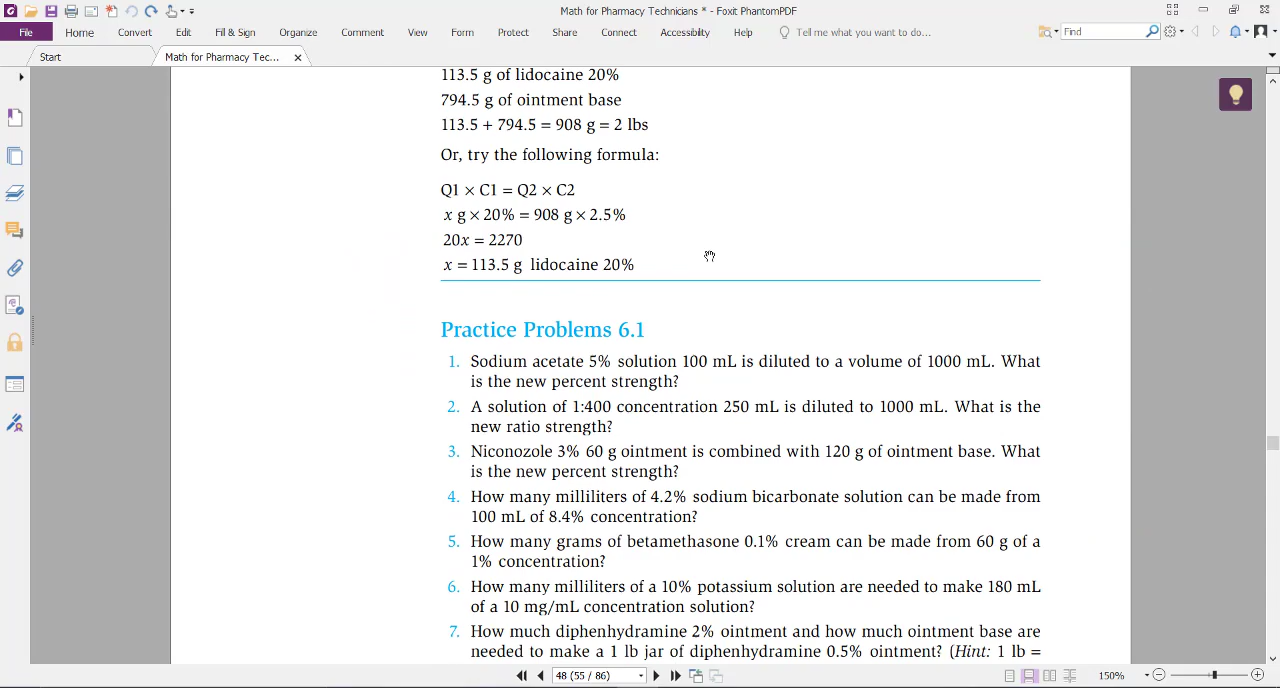 Math for Pharmacy Technicians * - Foxit PhantomPDF
File Home Convert Edit Fill & Sign Organize Comment View Form Protect Share Connect Accessibility Help Tell me what you want to do... Find
Start Math for Pharmacy Tec...
113.5 g of lidocaine 20%
794.5 g of ointment base
113.5 + 794.5 = 908 g = 2 lbs
Or, try the following formula:
Q1 × C1 = Q2 × C2
x g × 20% = 908 g × 2.5%
20x = 2270
x = 113.5 g lidocaine 20%
Practice Problems 6.1
1. Sodium acetate 5% solution 100 mL is diluted to a volume of 1000 mL. What
is the new percent strength?
2. A solution of 1:400 concentration 250 mL is diluted to 1000 mL. What is the
new ratio strength?
3. Niconozole 3% 60 g ointment is combined with 120 g of ointment base. What
is the new percent strength?
4. How many milliliters of 4.2% sodium bicarbonate solution can be made from
100 mL of 8.4% concentration?
5. How many grams of betamethasone 0.1% cream can be made from 60 g of a
1% concentration?
6. How many milliliters of a 10% potassium solution are needed to make 180 mL
of a 10 mg/mL concentration solution?
7. How much diphenhydramine 2% ointment and how much ointment base are
needed to make a 1 lb jar of diphenhydramine 0.5% ointment? (Hint: 1 lb =
48 (55 / 86) 150%